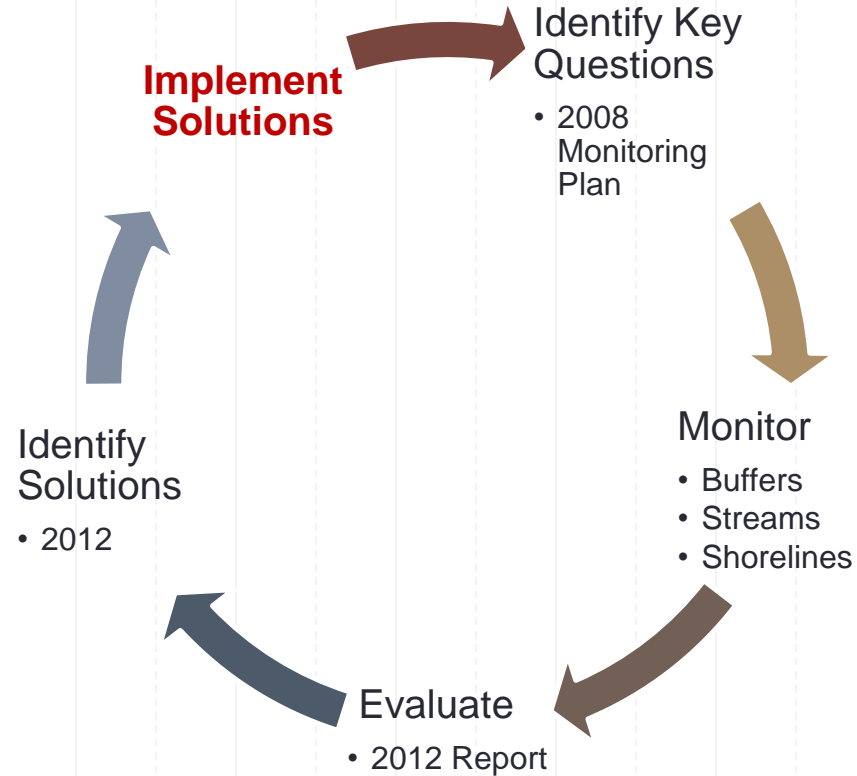 Identify Key
Questions
• 2008
Monitoring
Plan
Implement
Solutions
Monitor
• Buffers
• Streams
• Shorelines
Identify
Solutions
• 2012
Evaluate
• 2012 Report